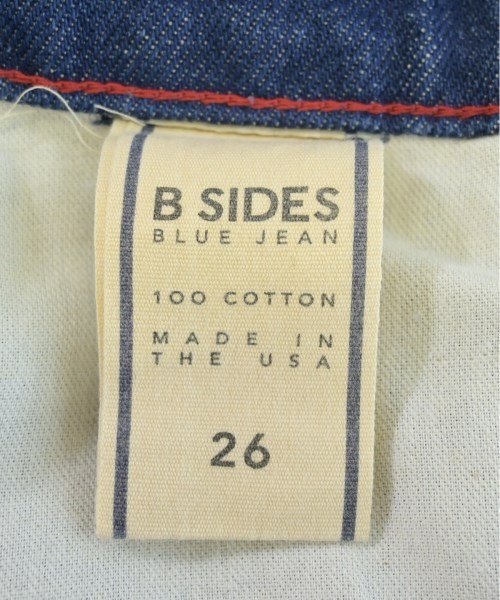 B SIDES
BLUE JEAN
100 COTTON
MADE IN
THE USA
26